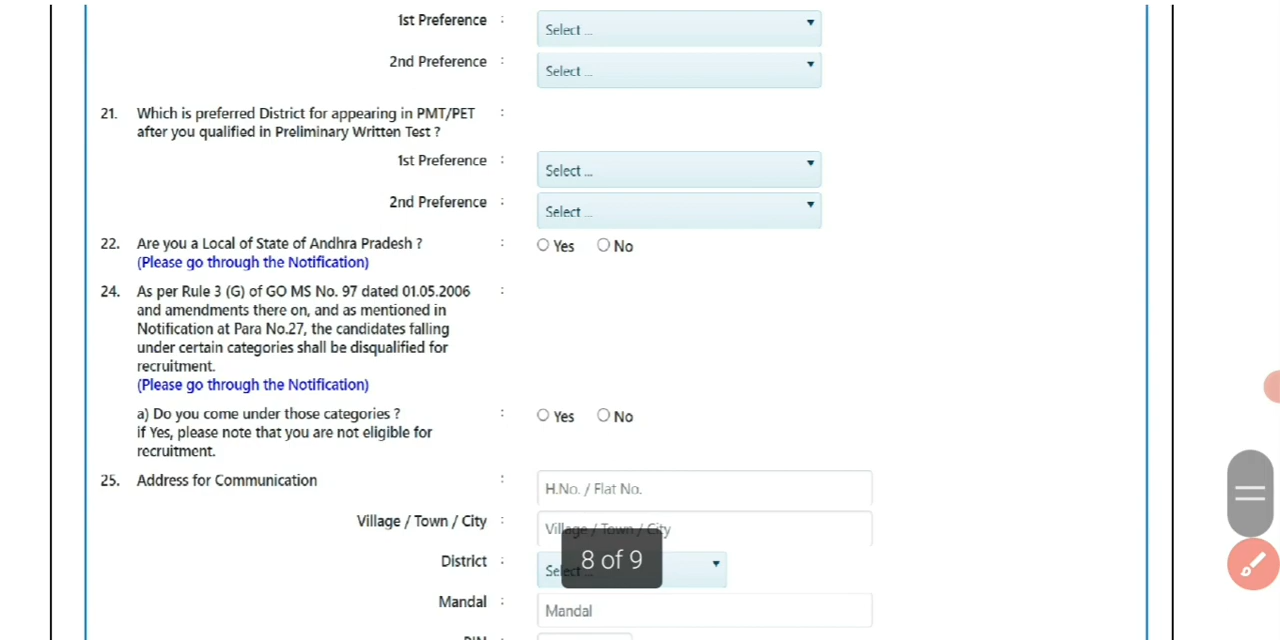 1st Preference : Select ...
2nd Preference : Select ...
21. Which is preferred District for appearing in PMT/PET :
after you qualified in Preliminary Written Test ?
1st Preference : Select ...
2nd Preference : Select ...
22. Are you a Local of State of Andhra Pradesh ? : Yes No
(Please go through the Notification)
24. As per Rule 3 (G) of GO MS No. 97 dated 01.05.2006 :
and amendments there on, and as mentioned in
Notification at Para No.27, the candidates falling
under certain categories shall be disqualified for
recruitment.
(Please go through the Notification)
a) Do you come under those categories ? : Yes No
if Yes, please note that you are not eligible for
recruitment.
25. Address for Communication : H.No. / Flat No.
Village / Town / City : Village / Town / City
District : Select ...
8 of 9
Mandal : Mandal